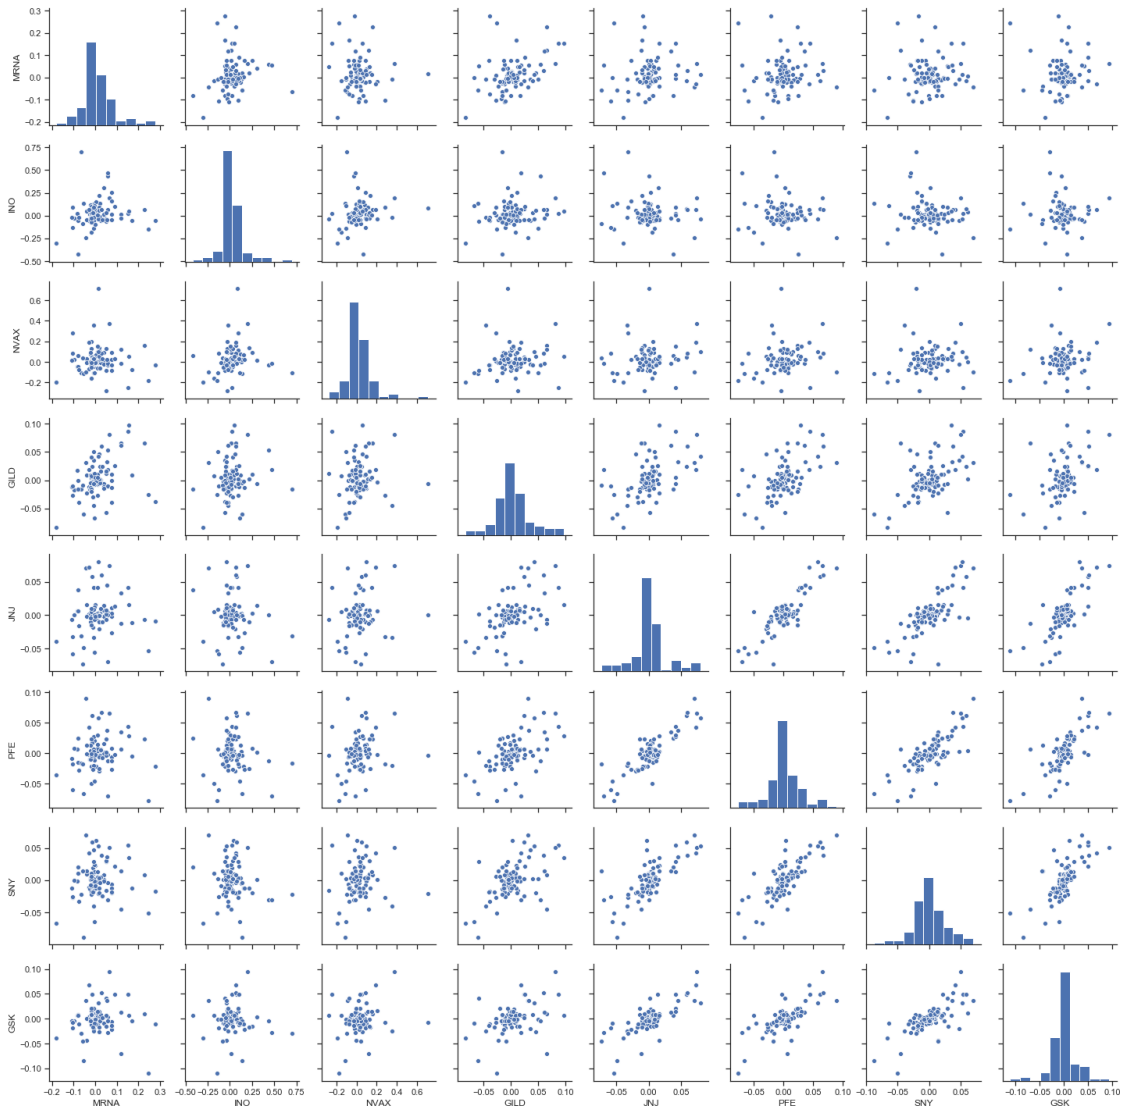 0.3
0.2
0.1
0.0
−0.1
−0.2
MRNA
0.75
0.50
0.25
0.00
−0.25
−0.50
INO
0.6
0.4
0.2
0.0
−0.2
NVAX
0.10
0.05
0.00
−0.05
GILD
0.05
0.00
−0.05
JNJ
0.10
0.05
0.00
−0.05
PFE
0.05
0.00
−0.05
SNY
0.10
0.05
0.00
−0.05
−0.10
GSK
−0.2 −0.1 0.0 0.1 0.2 0.3
MRNA
−0.50 −0.25 0.00 0.25 0.50 0.75
INO
−0.2 0.0 0.2 0.4 0.6
NVAX
−0.05 0.00 0.05 0.10
GILD
−0.05 0.00 0.05
JNJ
−0.05 0.00 0.05 0.10
PFE
−0.10 −0.05 0.00 0.05
SNY
−0.10 −0.05 0.00 0.05 0.10
GSK